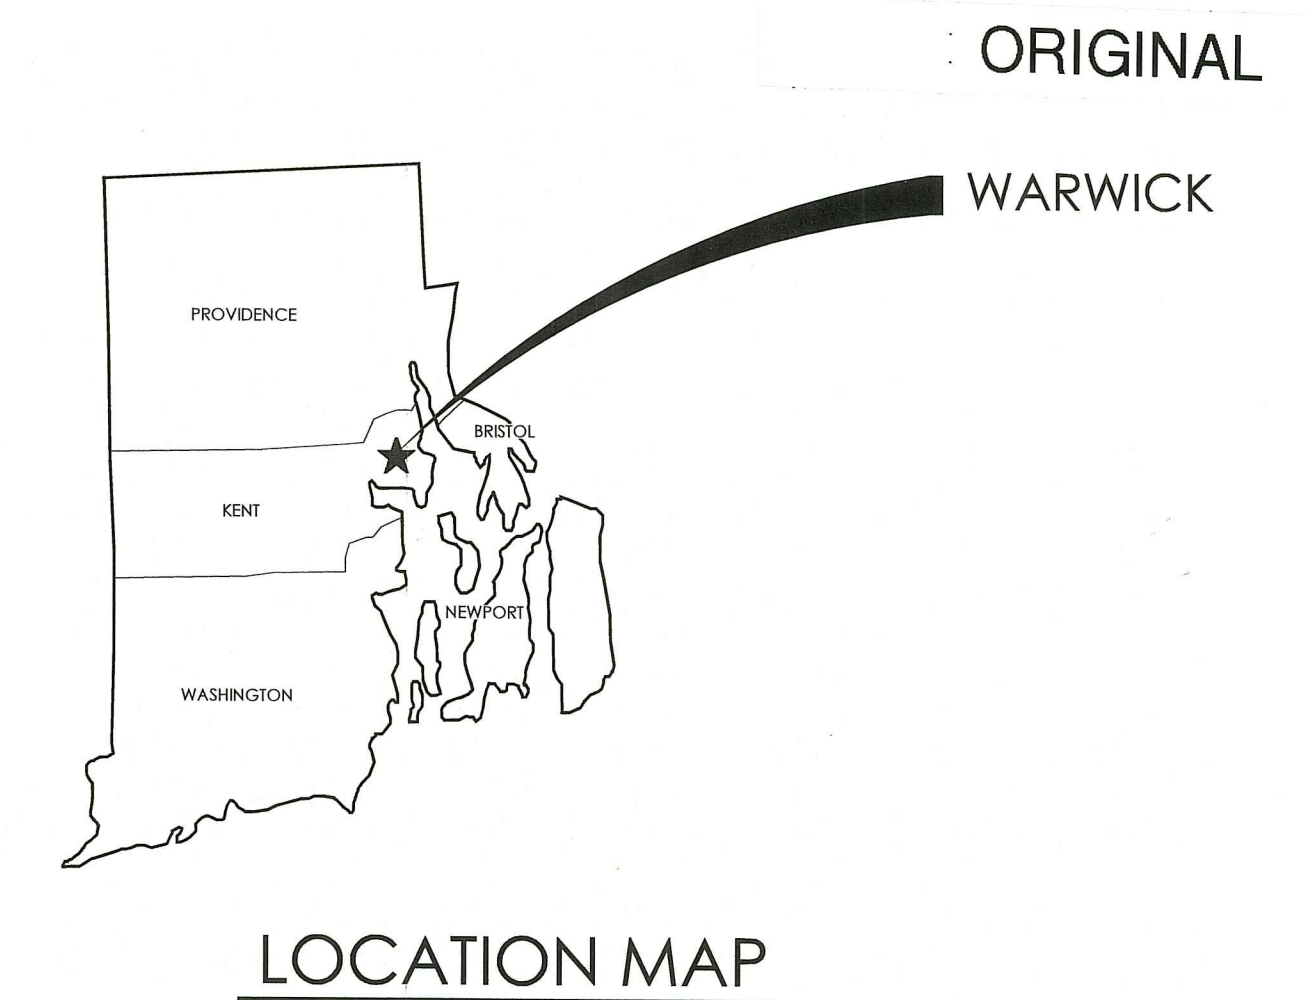 ORIGINAL
WARWICK
PROVIDENCE
BRISTOL
KENT
NEWPORT
WASHINGTON
LOCATION MAP